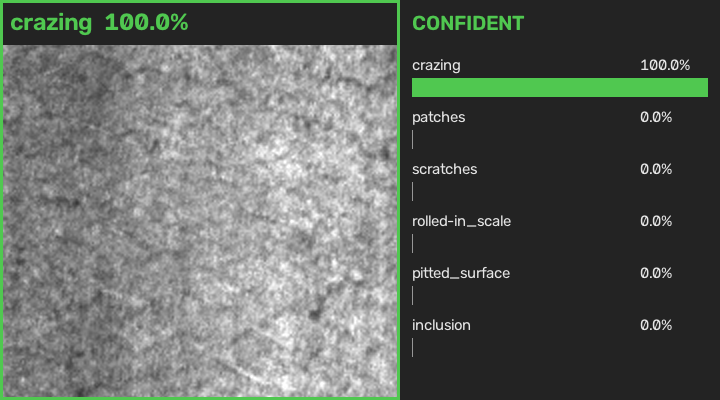 crazing 100.0%
CONFIDENT
crazing 100.0%
patches 0.0%
scratches 0.0%
rolled-in_scale 0.0%
pitted_surface 0.0%
inclusion 0.0%